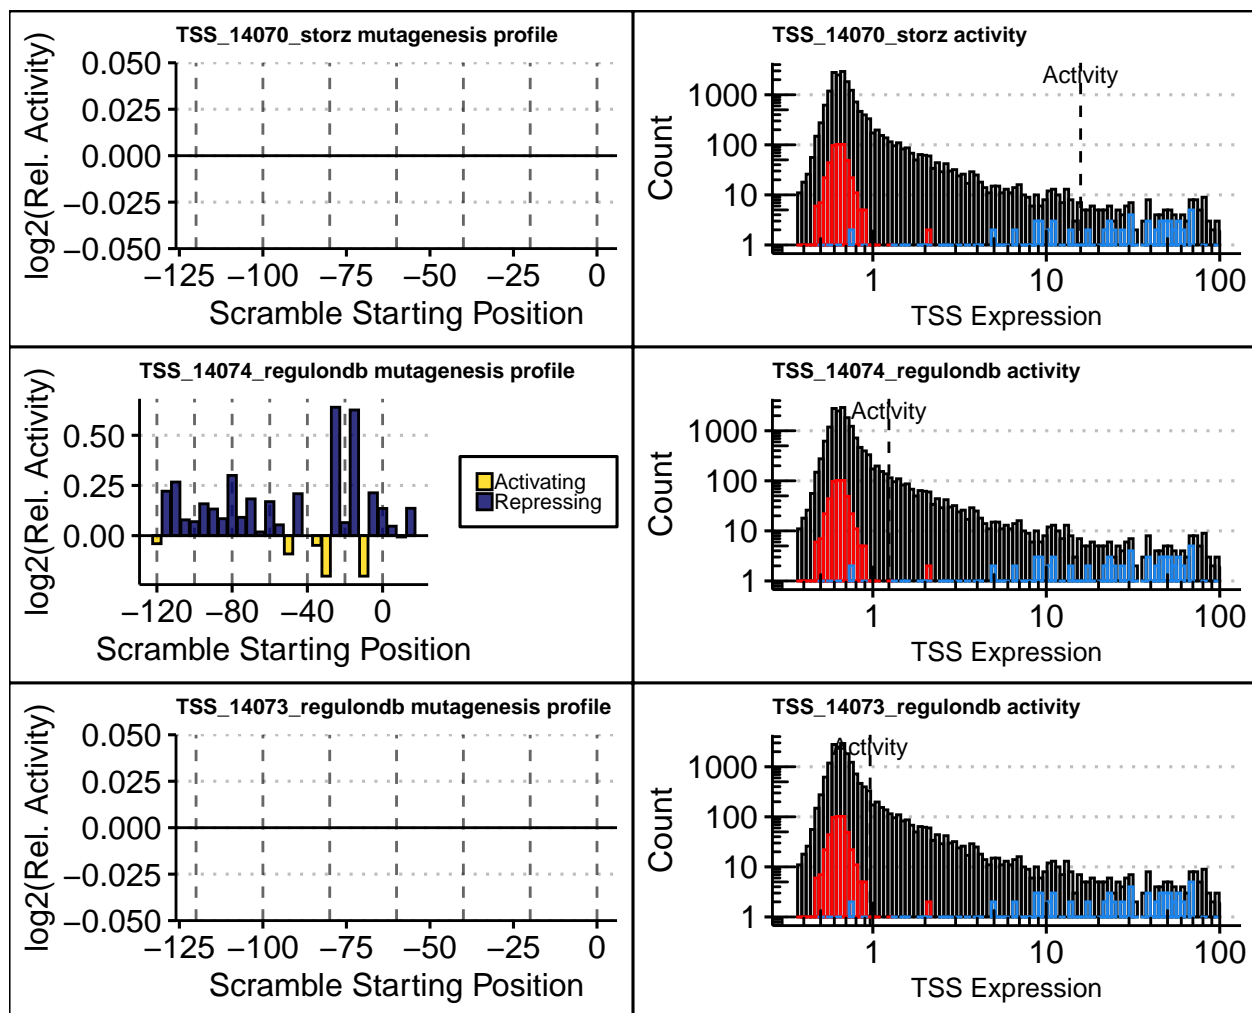 TSS_14070_storz mutagenesis profile
log2(Rel. Activity)
0.050
0.025
0.000
−0.025
−0.050
−125 −100 −75 −50 −25 0
Scramble Starting Position
TSS_14070_storz activity
Activity
Count
1000
100
10
1
1 10 100
TSS Expression
TSS_14074_regulondb mutagenesis profile
log2(Rel. Activity)
0.50
0.25
0.00
−120 −80 −40 0
Scramble Starting Position
Activating
Repressing
TSS_14074_regulondb activity
Activity
Count
1000
100
10
1
1 10 100
TSS Expression
TSS_14073_regulondb mutagenesis profile
log2(Rel. Activity)
0.050
0.025
0.000
−0.025
−0.050
−125 −100 −75 −50 −25 0
Scramble Starting Position
TSS_14073_regulondb activity
Activity
Count
1000
100
10
1
1 10 100
TSS Expression